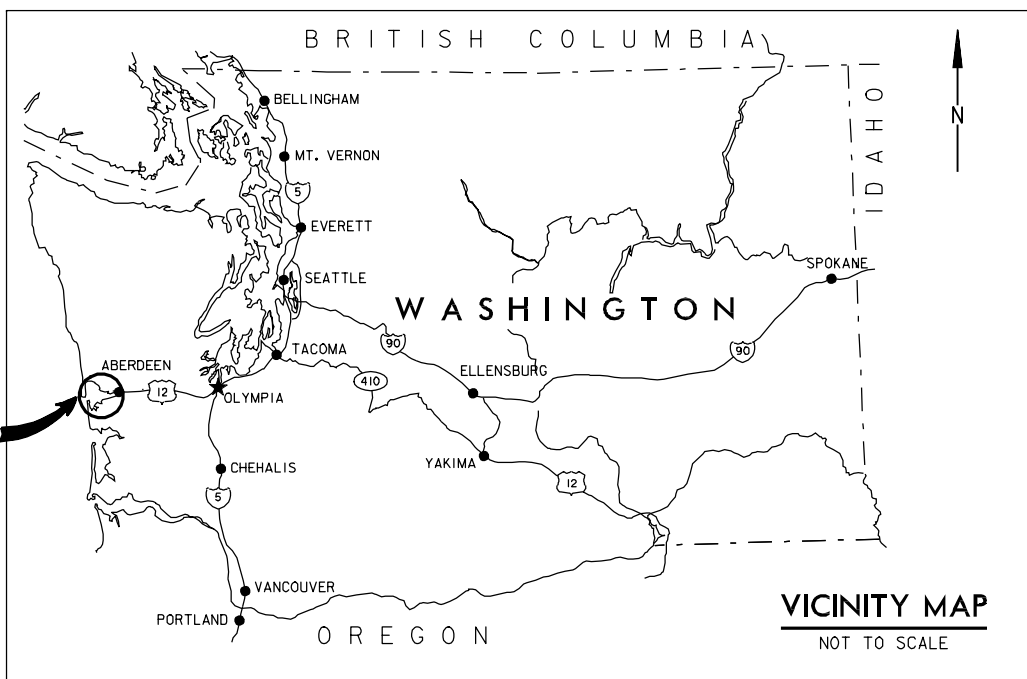 BRITISH COLUMBIA
BELLINGHAM
N
IDAHO
MT. VERNON
5
EVERETT
SPOKANE
SEATTLE
WASHINGTON
90
90
TACOMA
ABERDEEN
410
ELLENSBURG
12
OLYMPIA
YAKIMA
CHEHALIS
12
5
VANCOUVER
PORTLAND
OREGON
VICINITY MAP
NOT TO SCALE